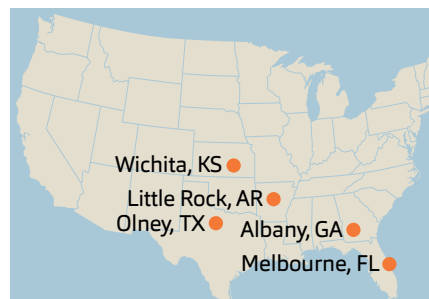 Wichita, KS
Little Rock, AR
Olney, TX
Albany, GA
Melbourne, FL